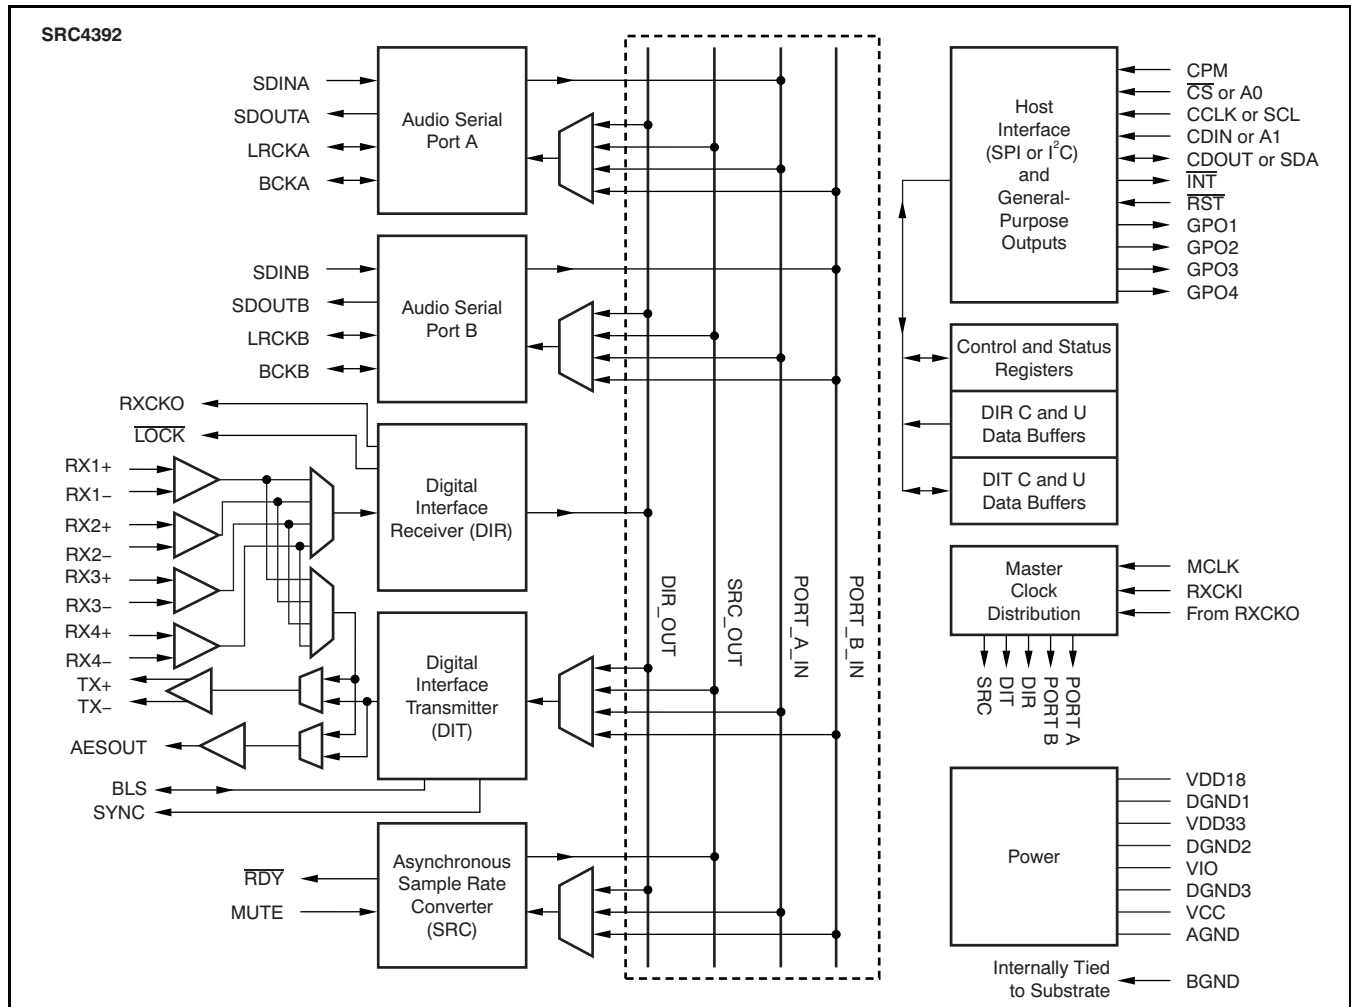 SRC4392
SDINA
SDOUTA
LRCKA
BCKA
Audio Serial
Port A
SDINB
SDOUTB
LRCKB
BCKB
Audio Serial
Port B
RXCKO
LOCK
RX1+
RX1−
RX2+
RX2−
RX3+
RX3−
RX4+
RX4−
TX+
TX−
AESOUT
BLS
SYNC
Digital
Interface
Receiver (DIR)
Digital
Interface
Transmitter
(DIT)
RDY
MUTE
Asynchronous
Sample Rate
Converter
(SRC)
DIR_OUT
SRC_OUT
PORT_A_IN
PORT_B_IN
Host
Interface
(SPI or I²C)
and
General-
Purpose
Outputs
CPM
CS or A0
CCLK or SCL
CDIN or A1
CDOUT or SDA
INT
RST
GPO1
GPO2
GPO3
GPO4
Control and Status
Registers
DIR C and U
Data Buffers
DIT C and U
Data Buffers
Master
Clock
Distribution
MCLK
RXCKI
From RXCKO
SRC
DIT
DIR
PORT B
PORT A
Power
VDD18
DGND1
VDD33
DGND2
VIO
DGND3
VCC
AGND
Internally Tied
to Substrate
BGND